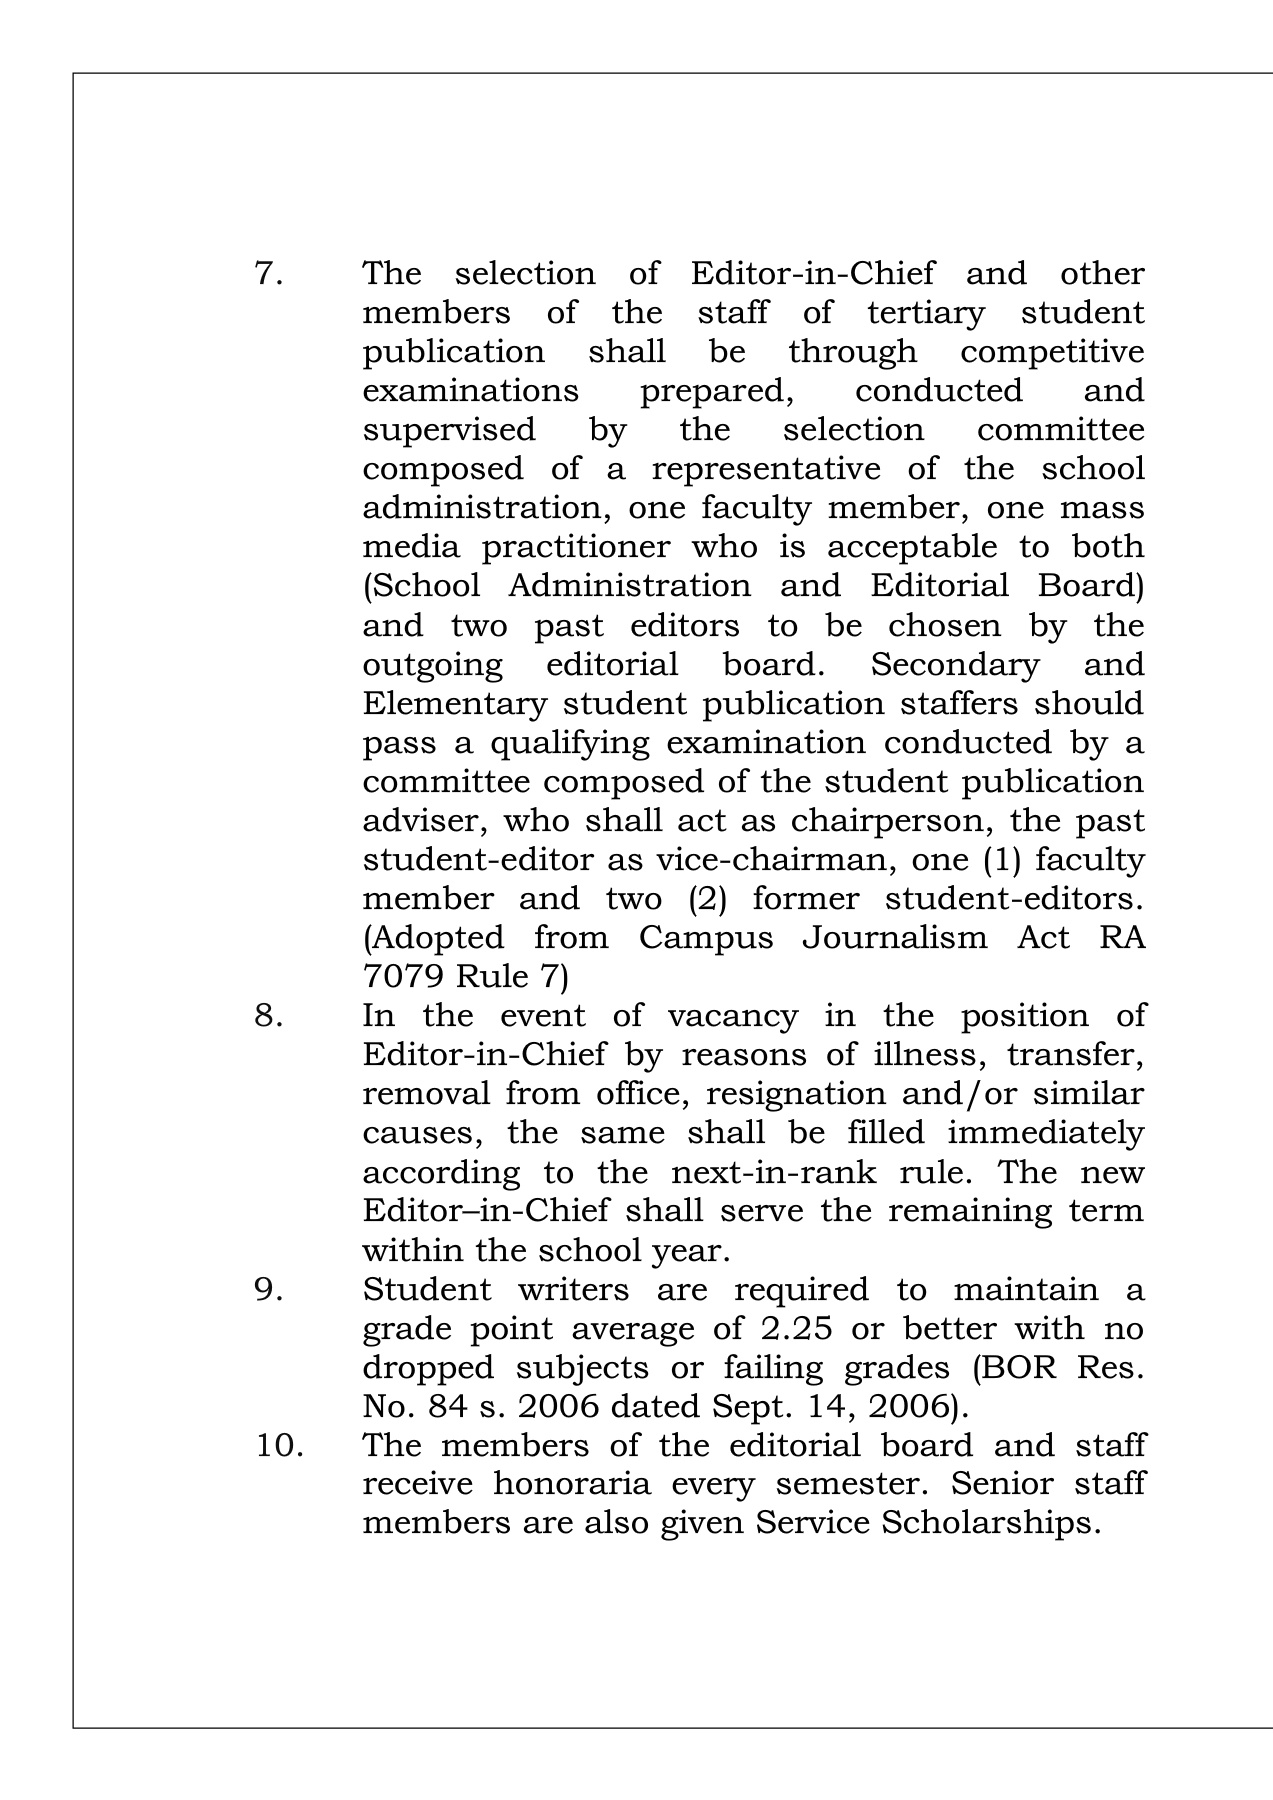 7. The selection of Editor-in-Chief and other
members of the staff of tertiary student
publication shall be through competitive
examinations prepared, conducted and
supervised by the selection committee
composed of a representative of the school
administration, one faculty member, one mass
media practitioner who is acceptable to both
(School Administration and Editorial Board)
and two past editors to be chosen by the
outgoing editorial board. Secondary and
Elementary student publication staffers should
pass a qualifying examination conducted by a
committee composed of the student publication
adviser, who shall act as chairperson, the past
student-editor as vice-chairman, one (1) faculty
member and two (2) former student-editors.
(Adopted from Campus Journalism Act RA
7079 Rule 7)
8. In the event of vacancy in the position of
Editor-in-Chief by reasons of illness, transfer,
removal from office, resignation and/or similar
causes, the same shall be filled immediately
according to the next-in-rank rule. The new
Editor–in-Chief shall serve the remaining term
within the school year.
9. Student writers are required to maintain a
grade point average of 2.25 or better with no
dropped subjects or failing grades (BOR Res.
No. 84 s. 2006 dated Sept. 14, 2006).
10. The members of the editorial board and staff
receive honoraria every semester. Senior staff
members are also given Service Scholarships.